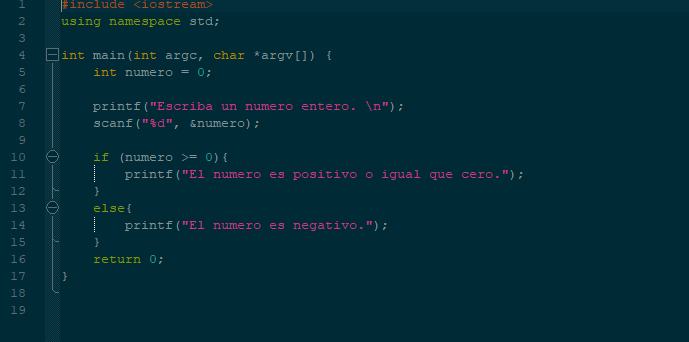 1 #include <iostream>
2 using namespace std;
3
4 int main(int argc, char *argv[]) {
5     int numero = 0;
6
7     printf("Escriba un numero entero. \n");
8     scanf("%d", &numero);
9
10     if (numero >= 0){
11         printf("El numero es positivo o igual que cero.");
12     }
13     else{
14         printf("El numero es negativo.");
15     }
16     return 0;
17 }
18
19